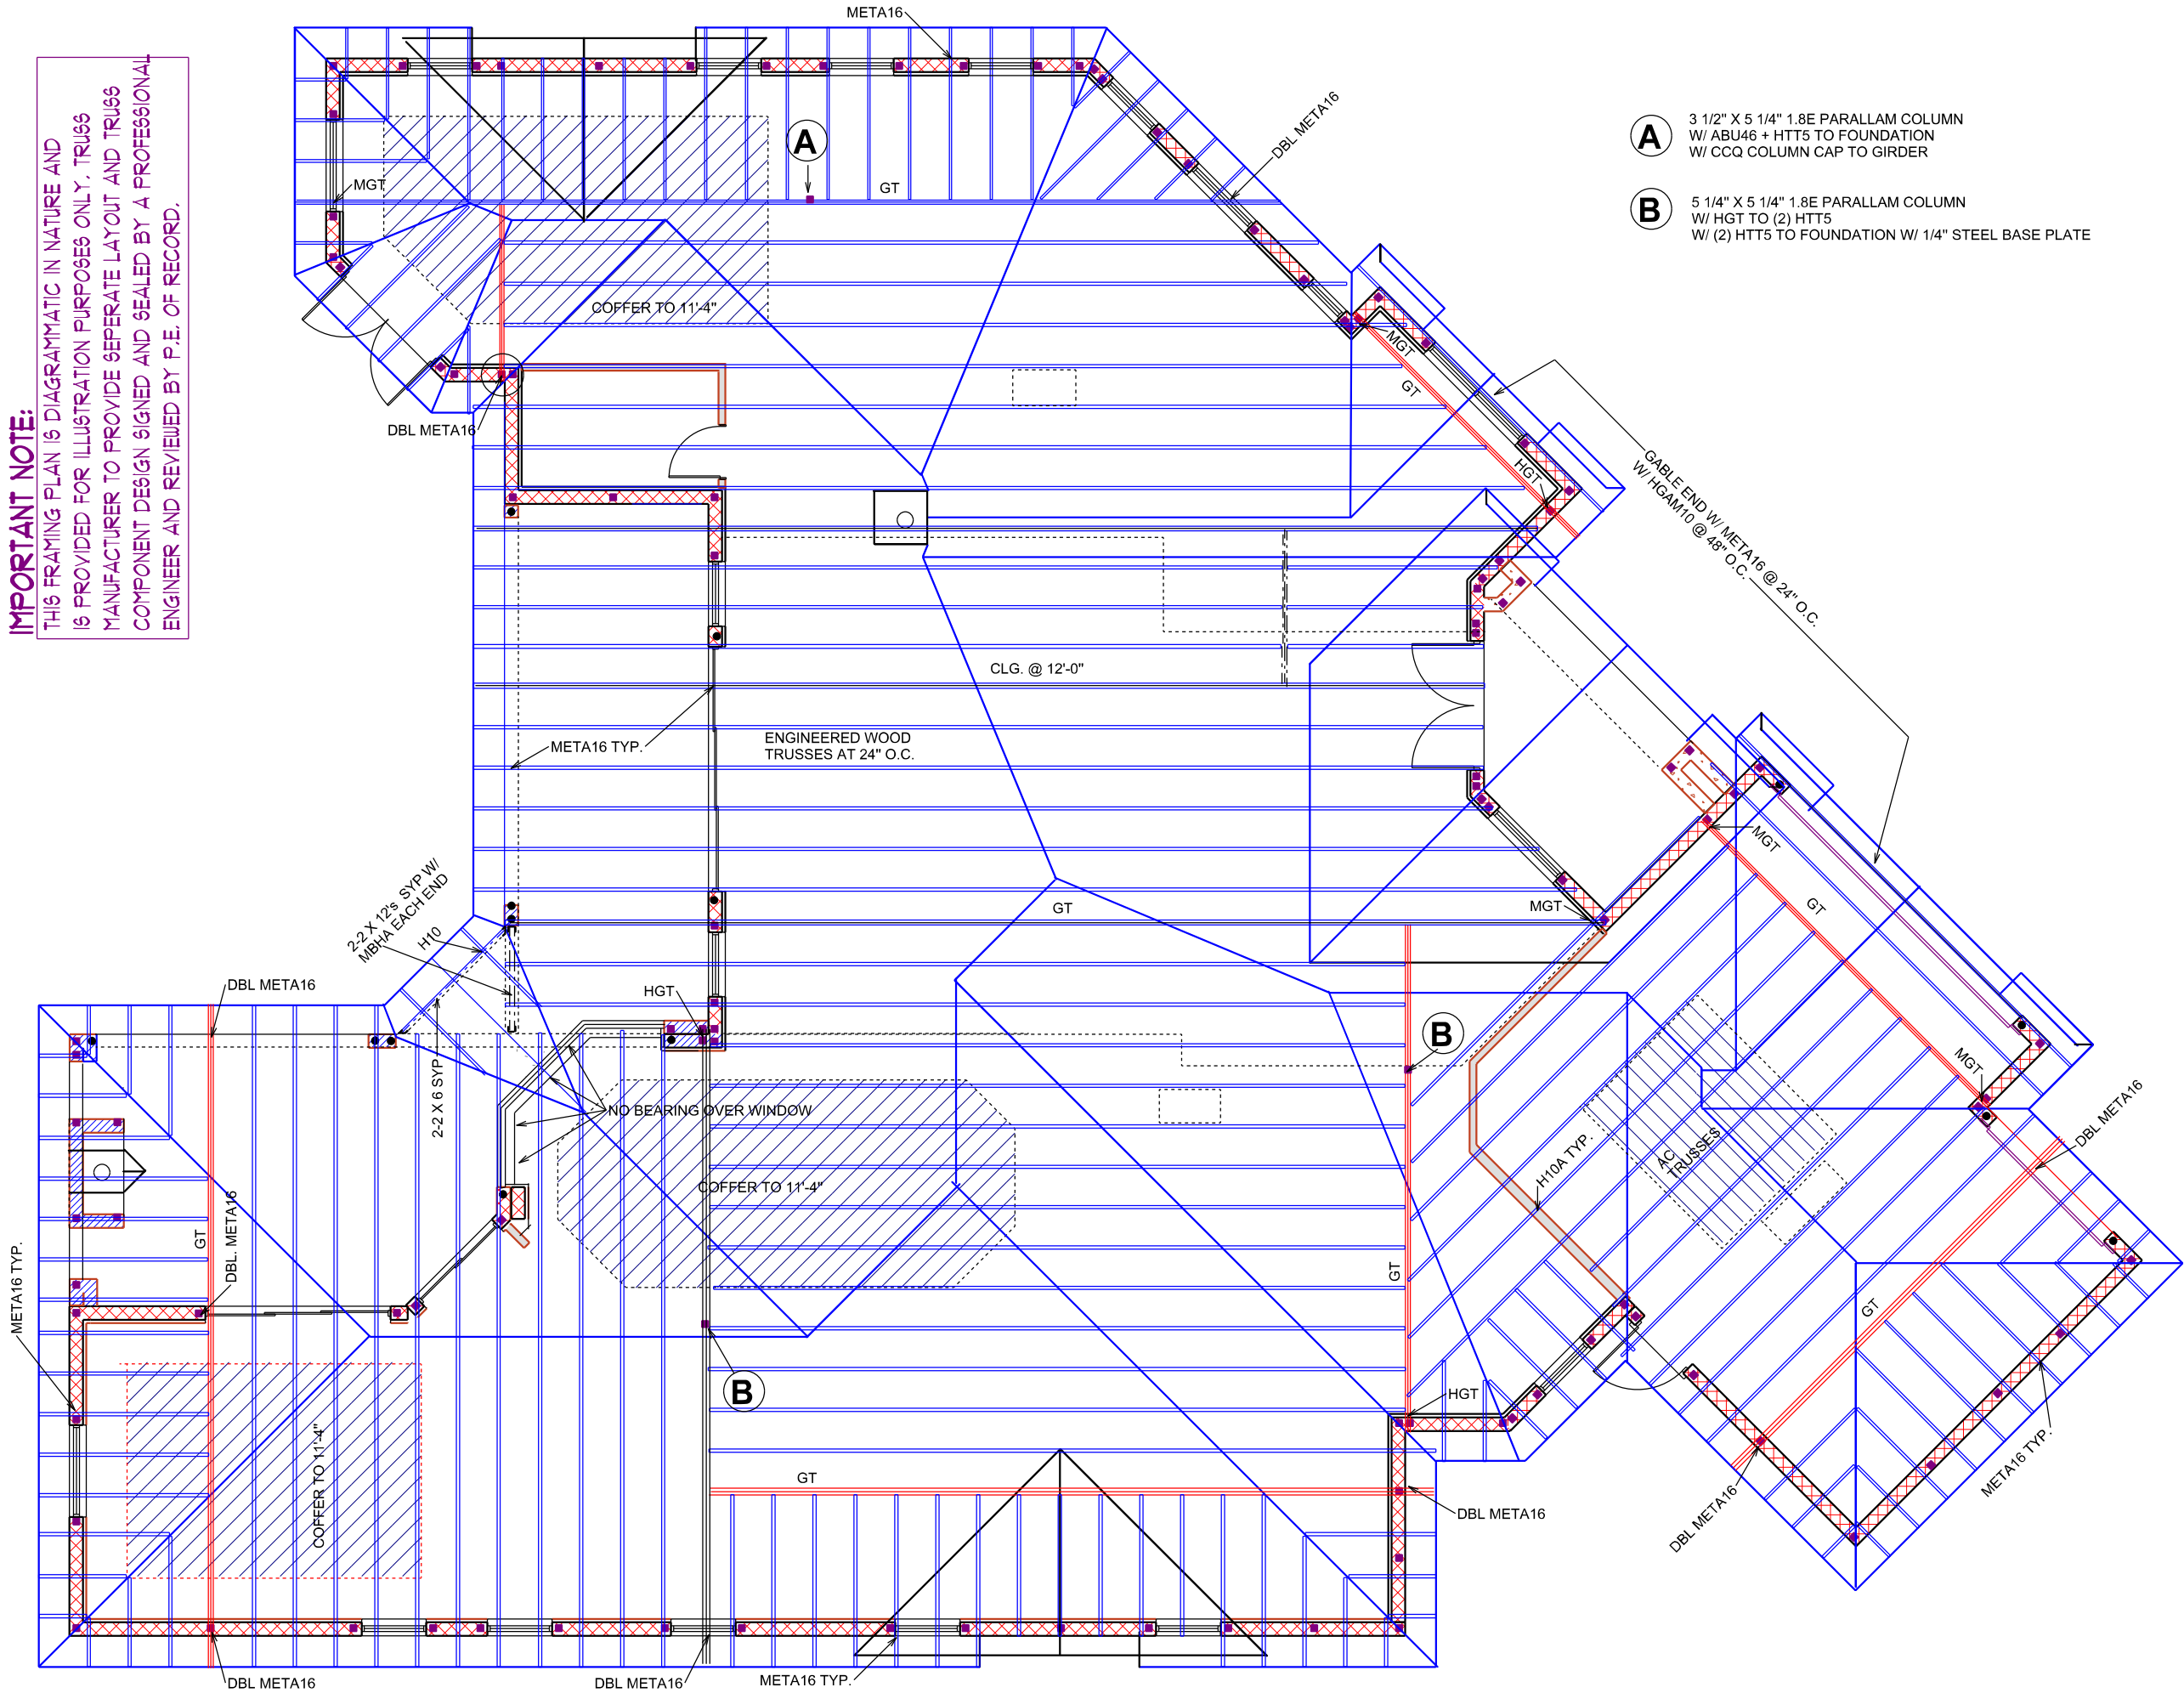 IMPORTANT NOTE:
THIS FRAMING PLAN IS DIAGRAMMATIC IN NATURE AND
IS PROVIDED FOR ILLUSTRATION PURPOSES ONLY, TRUSS
MANUFACTURER TO PROVIDE SEPERATE LAYOUT AND TRUSS
COMPONENT DESIGN SIGNED AND SEALED BY A PROFESSIONAL
ENGINEER AND REVIEWED BY P.E. OF RECORD.
META16
A
MGT
GT
DBL META16
A
3 1/2" X 5 1/4" 1.8E PARALLAM COLUMN
W/ ABU46 + HTT5 TO FOUNDATION
W/ CCQ COLUMN CAP TO GIRDER
B
5 1/4" X 5 1/4" 1.8E PARALLAM COLUMN
W/ HGT TO (2) HTT5
W/ (2) HTT5 TO FOUNDATION W/ 1/4" STEEL BASE PLATE
COFFER TO 11'-4"
MGT
GT
DBL META16
HGT
GABLE END W/ META16 @ 24" O.C.
W/ HGAM10 @ 48" O.C.
CLG. @ 12'-0"
META16 TYP.
ENGINEERED WOOD
TRUSSES AT 24" O.C.
MGT
2-2 X 12's SYP W/
MBHA EACH END
H10
GT
MGT
GT
DBL META16
HGT
B
2-2 X 6 SYP
NO BEARING OVER WINDOW
MGT
DBL META16
H10A TYP.
AC
TRUSSES
COFFER TO 11'-4"
GT
DBL. META16
META16 TYP.
GT
GT
B
HGT
COFFER TO 11'-4"
GT
DBL META16
DBL META16
META16 TYP.
DBL META16
DBL META16
META16 TYP.